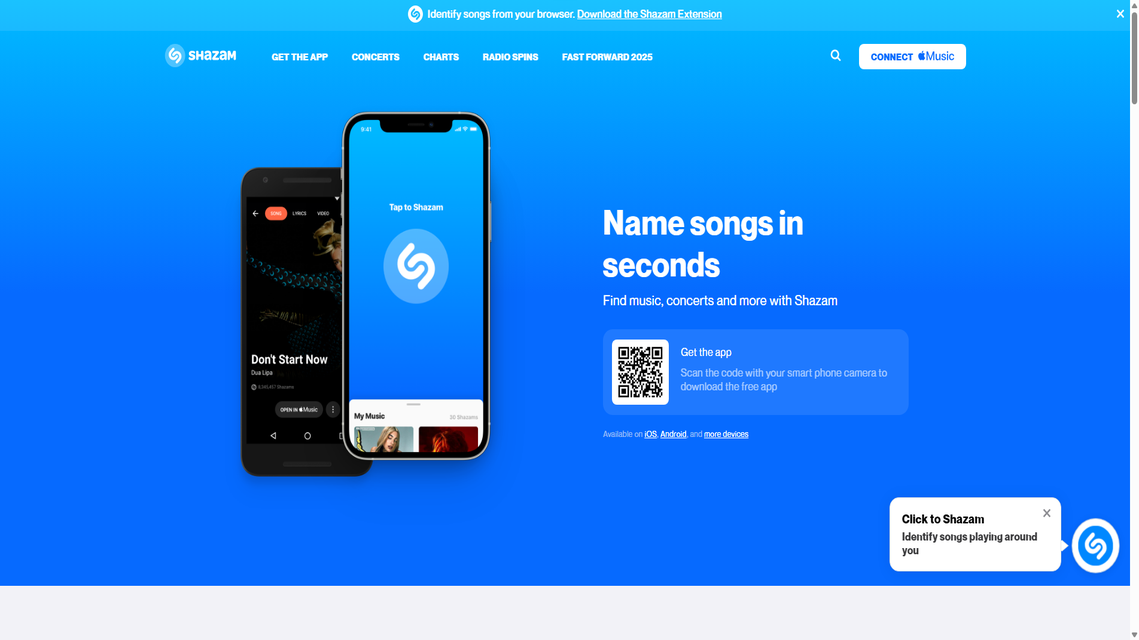 Identify songs from your browser. Download the Shazam Extension
SHAZAM
GET THE APP
CONCERTS
CHARTS
RADIO SPINS
FAST FORWARD 2025
CONNECT Music
9:41
Tap to Shazam
SONG
LYRICS
VIDEO
Don't Start Now
Dua Lipa
OPEN IN Music
My Music
30 Shazams
Name songs in
seconds
Find music, concerts and more with Shazam
Get the app
Scan the code with your smart phone camera to
download the free app
Available on iOS, Android, and more devices
Click to Shazam
Identify songs playing around
you